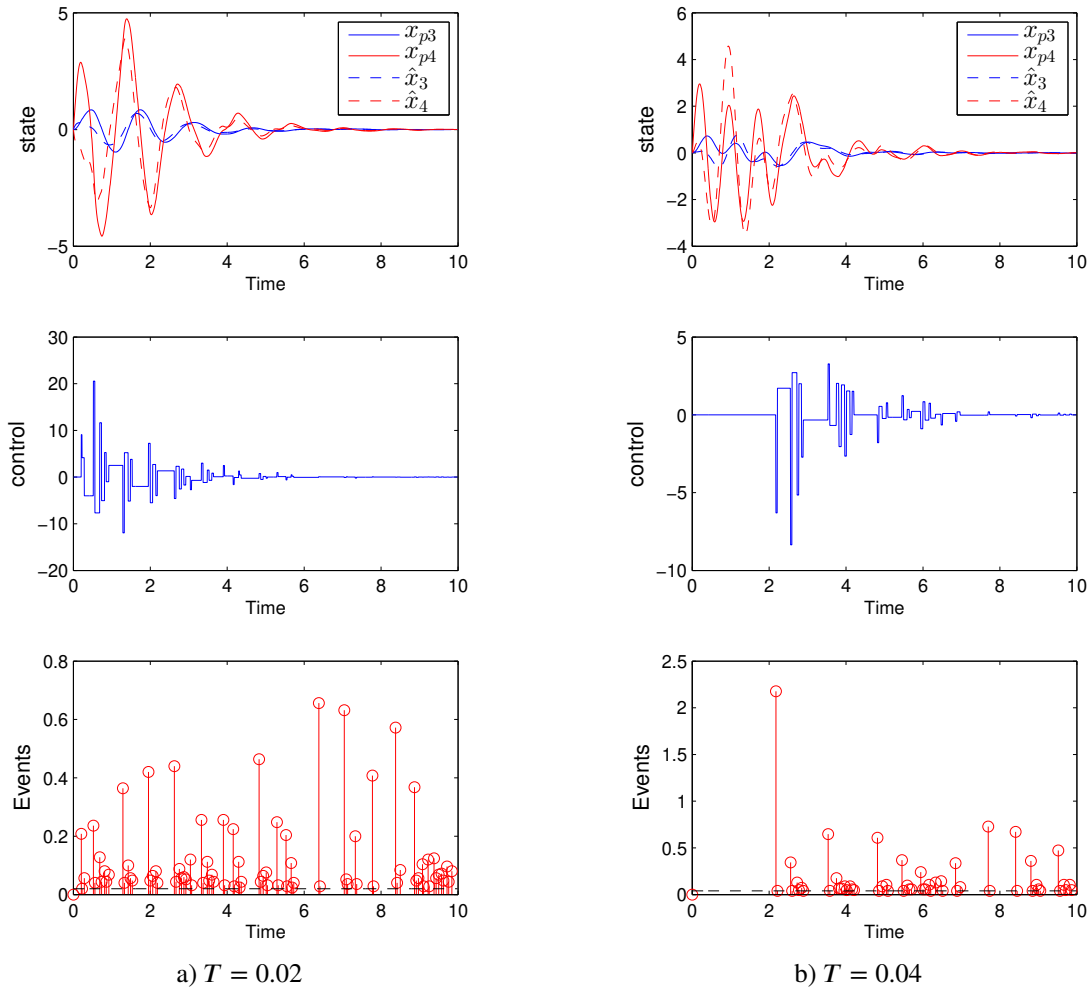 5
0
−5
0 2 4 6 8 10
state
Time
x_{p3}
x_{p4}
\hat{x}_3
\hat{x}_4
30
20
10
0
−10
−20
0 2 4 6 8 10
control
Time
0.8
0.6
0.4
0.2
0
0 2 4 6 8 10
Events
Time
a) T = 0.02
6
4
2
0
−2
−4
0 2 4 6 8 10
state
Time
x_{p3}
x_{p4}
\hat{x}_3
\hat{x}_4
5
0
−5
−10
0 2 4 6 8 10
control
Time
2.5
2
1.5
1
0.5
0
0 2 4 6 8 10
Events
Time
b) T = 0.04